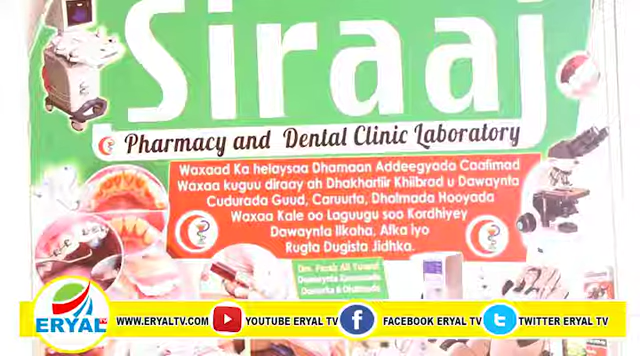 Siraaj
Pharmacy and Dental Clinic Laboratory
Waxaad Ka helaysaa Dhamaan Addeegyada Caafimad
Waxaa kuguu diraay ah Dhakhartiir Khiibrad u Dawaynta
Cudurada Guud, Caruurta, Dhalmada Hooyada
Waxaa Kale oo Laguugu soo Kordhiyey
Dawaynta Ilkaha, Afka iyo
Rugta Dugista Jidhka.
ERYAL
WWW.ERYALTV.COM
YOUTUBE ERYAL TV
FACEBOOK ERYAL TV
TWITTER ERYAL TV